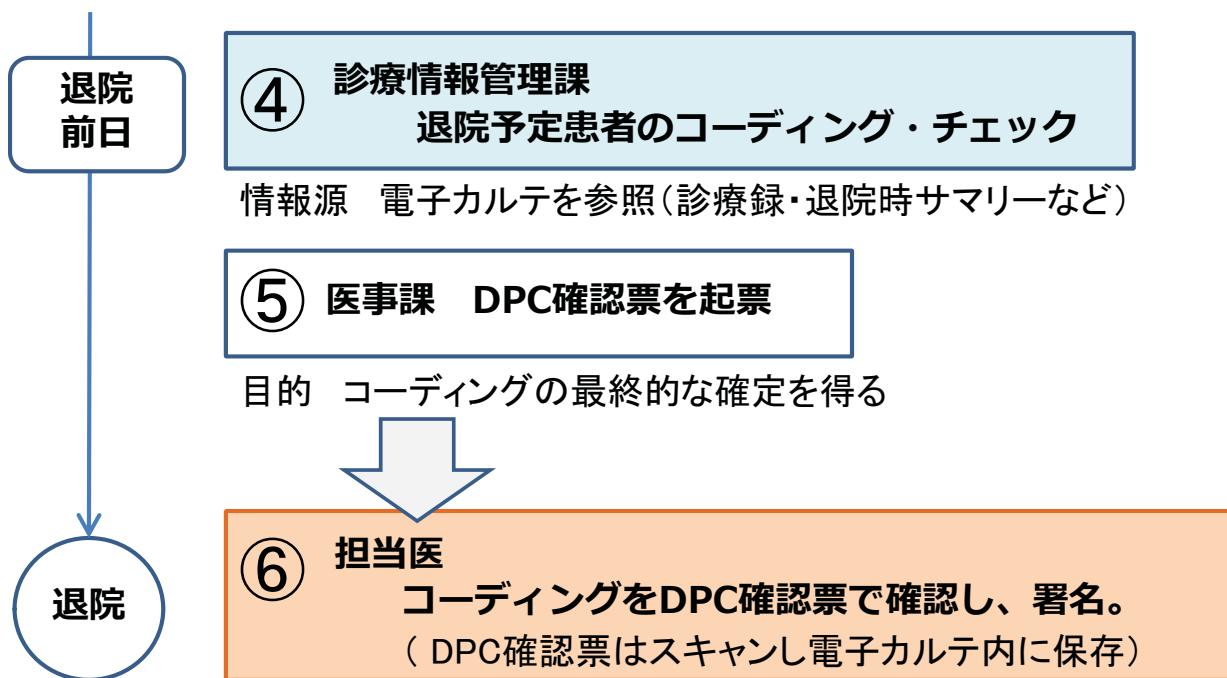 退院
前日
④ 診療情報管理課
退院予定患者のコーディング・チェック
情報源　電子カルテを参照（診療録・退院時サマリーなど）
⑤ 医事課　DPC確認票を起票
目的　コーディングの最終的な確定を得る
退院
⑥ 担当医
コーディングをDPC確認票で確認し、署名。
（ DPC確認票はスキャンし電子カルテ内に保存）